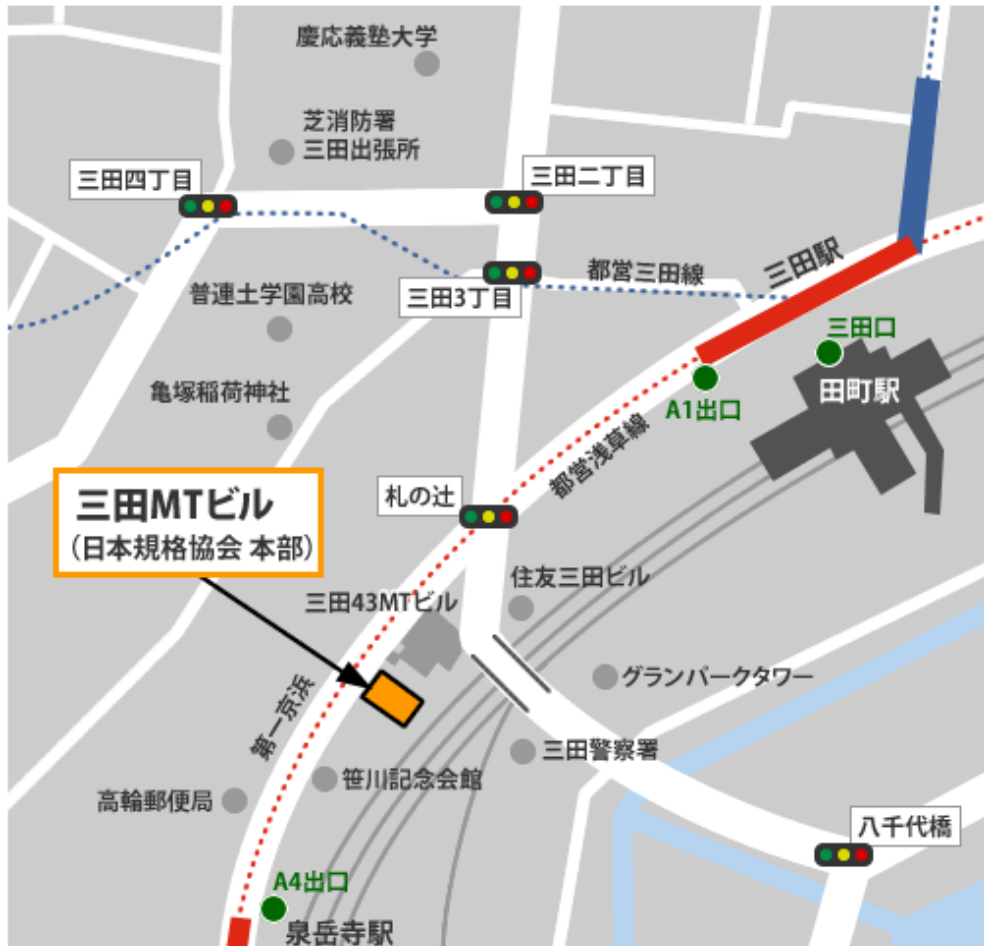 慶応義塾大学
芝消防署
三田出張所
三田四丁目
三田二丁目
都営三田線
三田駅
三田3丁目
普連土学園高校
三田口
田町駅
亀塚稲荷神社
A1出口
都営浅草線
三田MTビル
（日本規格協会 本部）
札の辻
住友三田ビル
三田43MTビル
グランパークタワー
第一京浜
三田警察署
笹川記念会館
高輪郵便局
八千代橋
A4出口
泉岳寺駅